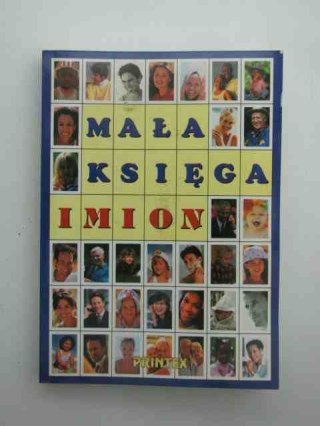 MAŁA
KSIĘGA
IMION
PRINTEX